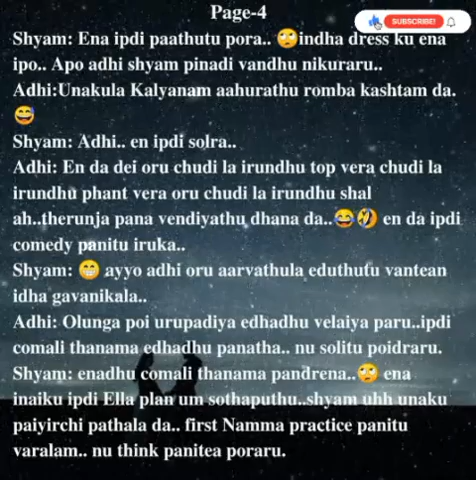 Page-4
SUBSCRIBE!
Shyam: Ena ipdi paathutu pora.. 🙄indha dress ku ena
ipo.. Apo adhi shyam pinadi vandhu nikuraru..
Adhi:Unakula Kalyanam aahurathu romba kashtam da.
😅
Shyam: Adhi.. en ipdi solra..
Adhi: En da dei oru chudi la irundhu top vera chudi la
irundhu phant vera oru chudi la irundhu shal
ah..therunja pana vendiyathu dhana da..😂🤣 en da ipdi
comedy panitu iruka..
Shyam: 😁 ayyo adhi oru aarvathula eduthutu vantean
idha gavanikala..
Adhi: Olunga poi urupadiya edhadhu velaiya paru..ipdi
comali thanama edhadhu panatha.. nu solitu poidraru.
Shyam: enadhu comali thanama pandrena..🙄 ena
inaiku ipdi Ella plan um sothaputhu..shyam uhh unaku
paiyirchi pathala da.. first Namma practice panitu
varalam.. nu think panitea poraru.